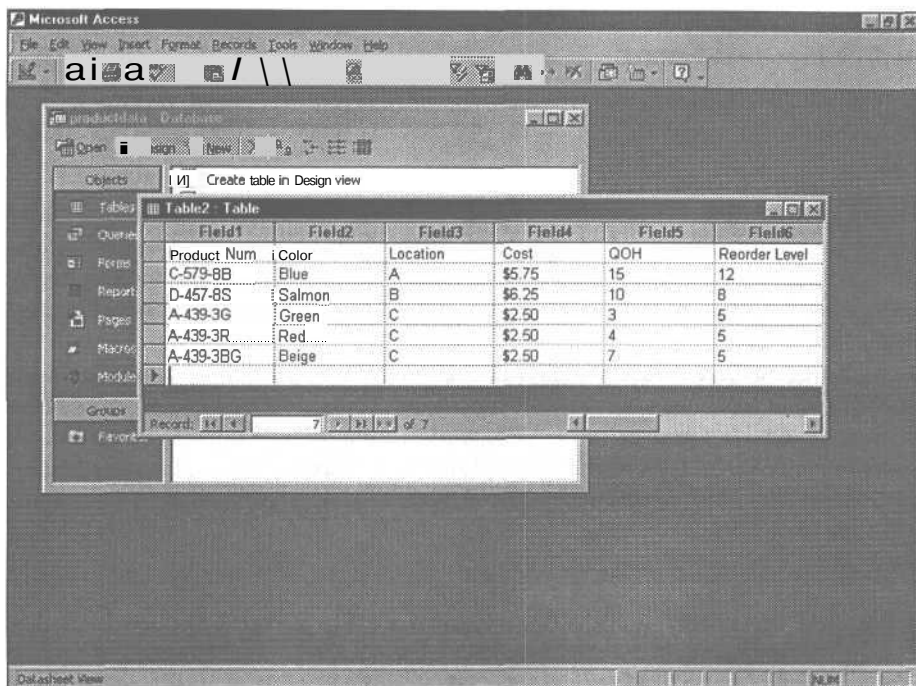 Microsoft Access
File Edit View Insert Format Records Tools Window Help
productdata : Database
Open Design New
Objects
Create table in Design view
Tables
Queries
Forms
Report
Pages
Macros
Module
Groups
Favorit
Table2 : Table
Field1 Field2 Field3 Field4 Field5 Field6
Product Num Color Location Cost QOH Reorder Level
C-579-8B Blue A $5.75 15 12
D-457-8S Salmon B $6.25 10 8
A-439-3G Green C $2.50 3 5
A-439-3R Red C $2.50 4 5
A-439-3BG Beige C $2.50 7 5
Record: 7 of 7
Datasheet View NUM